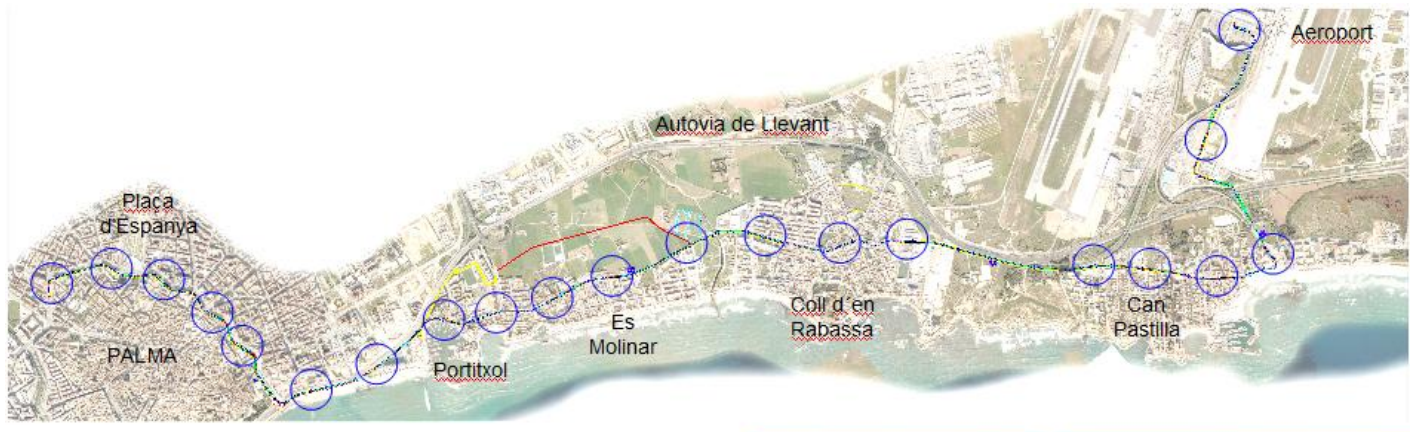 Aeroport
Autovia de Llevant
Plaça
d'Espanya
PALMA
Portitxol
Es
Molinar
Coll d´en
Rabassa
Can
Pastilla